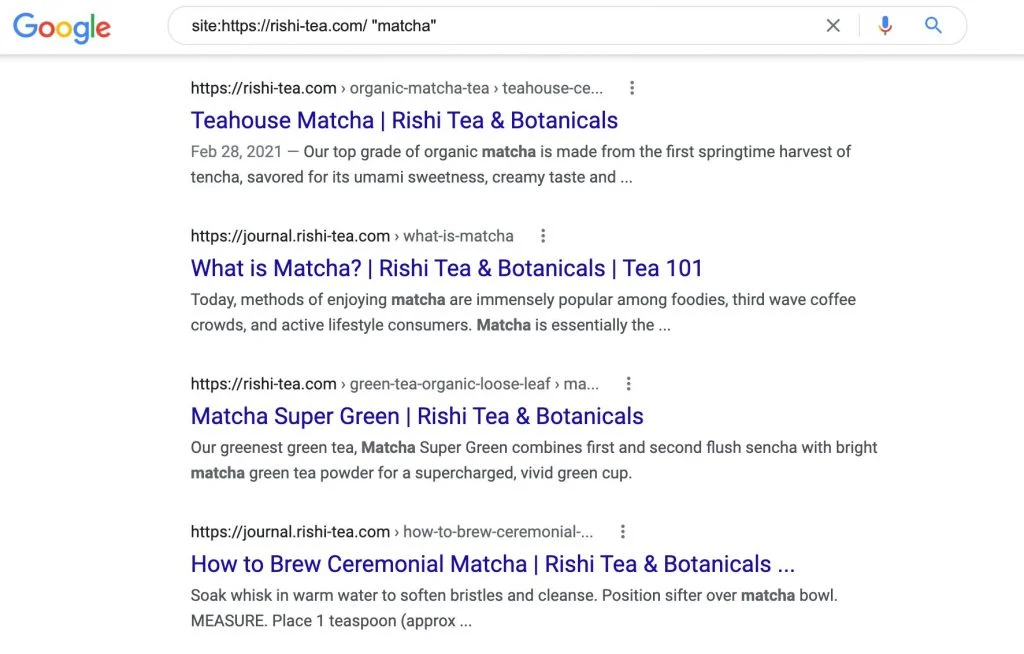 Google
site:https://rishi-tea.com/ "matcha"
https://rishi-tea.com › organic-matcha-tea › teahouse-ce...
Teahouse Matcha | Rishi Tea & Botanicals
Feb 28, 2021 — Our top grade of organic matcha is made from the first springtime harvest of
tencha, savored for its umami sweetness, creamy taste and ...
https://journal.rishi-tea.com › what-is-matcha
What is Matcha? | Rishi Tea & Botanicals | Tea 101
Today, methods of enjoying matcha are immensely popular among foodies, third wave coffee
crowds, and active lifestyle consumers. Matcha is essentially the ...
https://rishi-tea.com › green-tea-organic-loose-leaf › ma...
Matcha Super Green | Rishi Tea & Botanicals
Our greenest green tea, Matcha Super Green combines first and second flush sencha with bright
matcha green tea powder for a supercharged, vivid green cup.
https://journal.rishi-tea.com › how-to-brew-ceremonial-...
How to Brew Ceremonial Matcha | Rishi Tea & Botanicals ...
Soak whisk in warm water to soften bristles and cleanse. Position sifter over matcha bowl.
MEASURE. Place 1 teaspoon (approx ...